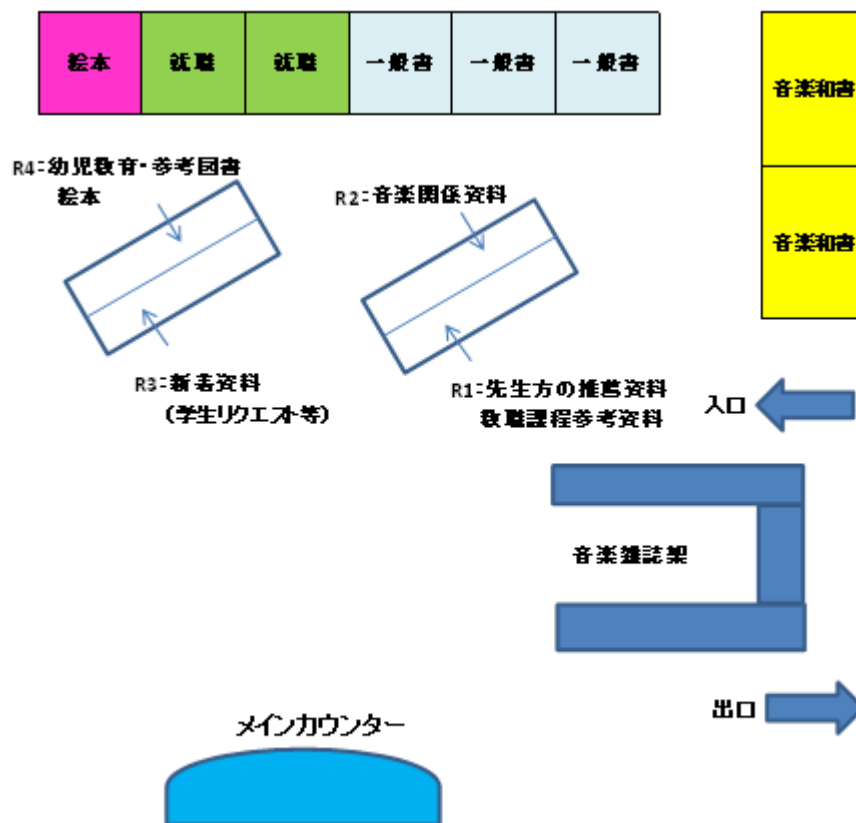 絵本 就職 就職 一般書 一般書 一般書
音楽和書
R4:幼児教育・参考図書
絵本
R2:音楽関係資料
音楽和書
R3:新着資料
(学生リクエスト等)
R1:先生方の推薦資料
教職課程参考資料
入口
音楽雑誌架
出口
メインカウンター